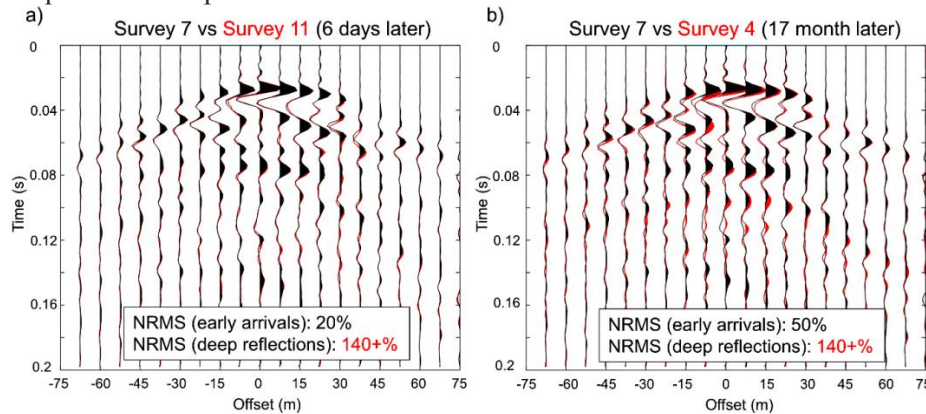 a)
Survey 7 vs Survey 11 (6 days later)
0
0.04
0.08
0.12
0.16
0.2
Time (s)
NRMS (early arrivals): 20%
NRMS (deep reflections): 140+%
-75 -60 -45 -30 -15 0 15 30 45 60 75
Offset (m)
b)
Survey 7 vs Survey 4 (17 month later)
0
0.04
0.08
0.12
0.16
0.2
Time (s)
NRMS (early arrivals): 50%
NRMS (deep reflections): 140+%
-75 -60 -45 -30 -15 0 15 30 45 60 75
Offset (m)